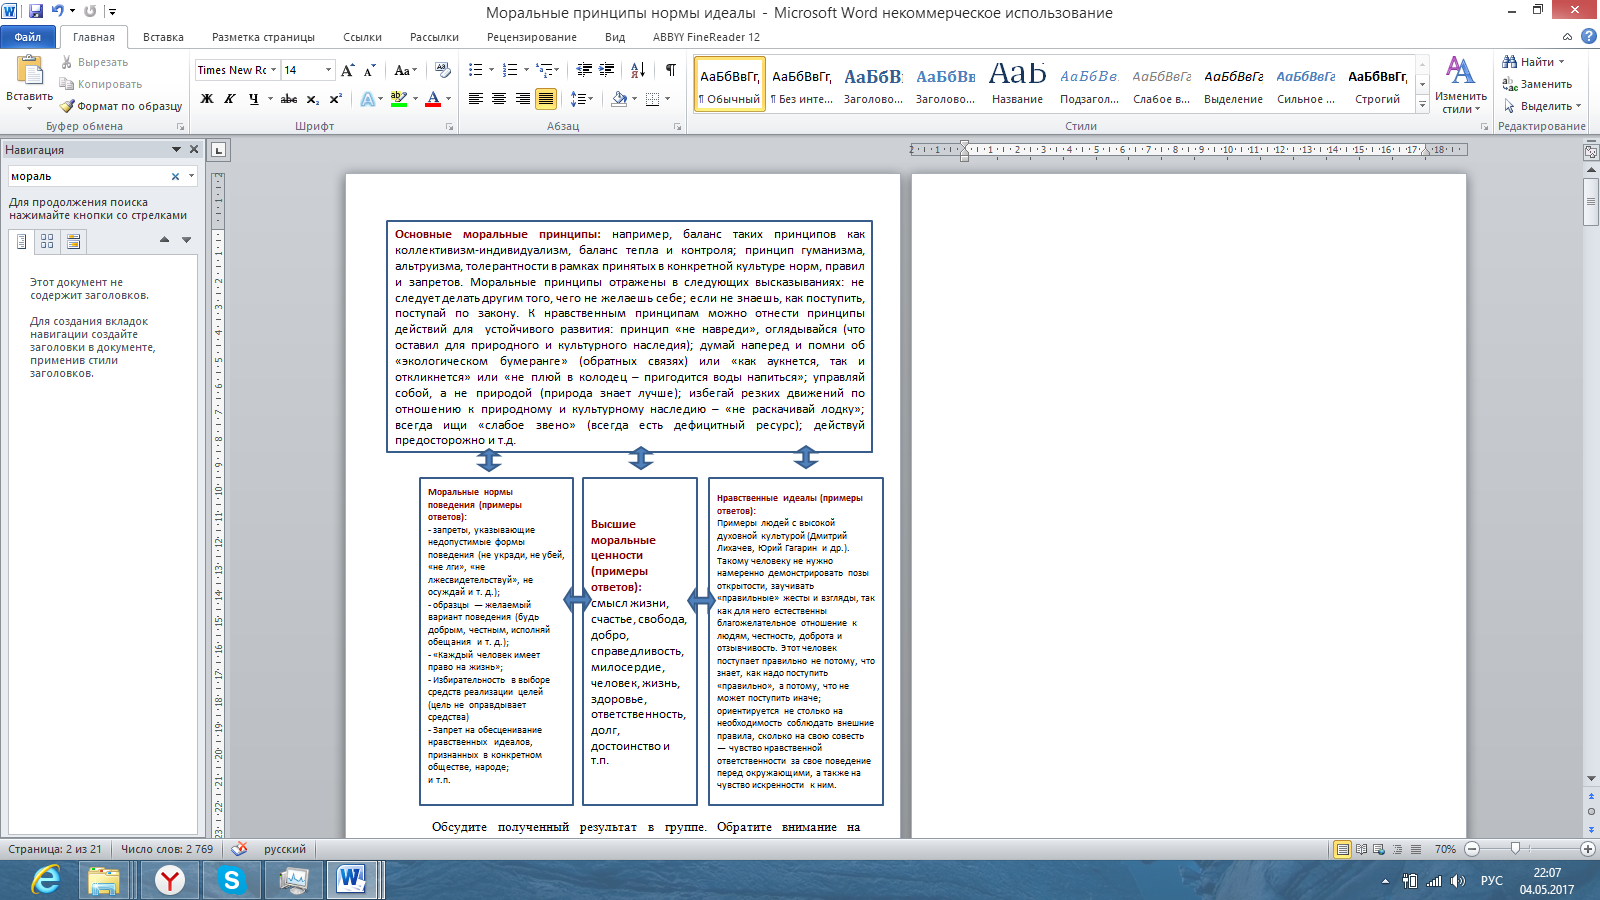 Моральные принципы нормы идеалы - Microsoft Word некоммерческое использование
Файл Главная Вставка Разметка страницы Ссылки Рассылки Рецензирование Вид ABBYY FineReader 12
Вставить
Вырезать
Копировать
Формат по образцу
Буфер обмена
Times New Rc 14
Ж К Ч abc x₂ x²
Шрифт
Абзац
АаБбВвГг, АаБбВвГг, АаБбВ АаБбВв АаБ АаБбВв АаБбВвГг АаБбВвГг АаБбВвГг АаБбВвГг,
¶ Обычный ¶ Без инте... Заголово... Заголово... Название Подзагол... Слабое в... Выделение Сильное ... Строгий
Стили
Изменить
стили
Найти
Заменить
Выделить
Редактирование
Навигация
мораль
Для продолжения поиска
нажимайте кнопки со стрелками
Этот документ не
содержит заголовков.
Для создания вкладок
навигации создайте
заголовки в документе,
применив стили
заголовков.
Основные моральные принципы: например, баланс таких принципов как
коллективизм-индивидуализм, баланс тепла и контроля; принцип гуманизма,
альтруизма, толерантности в рамках принятых в конкретной культуре норм, правил
и запретов. Моральные принципы отражены в следующих высказываниях: не
следует делать другим того, чего не желаешь себе; если не знаешь, как поступить,
поступай по закону. К нравственным принципам можно отнести принципы
действий для устойчивого развития: принцип «не навреди», оглядывайся (что
оставил для природного и культурного наследия); думай наперед и помни об
«экологическом бумеранге» (обратных связях) или «как аукнется, так и
откликнется» или «не плюй в колодец – пригодится воды напиться»; управляй
собой, а не природой (природа знает лучше); избегай резких движений по
отношению к природному и культурному наследию – «не раскачивай лодку»;
всегда ищи «слабое звено» (всегда есть дефицитный ресурс); действуй
предосторожно и т.д.
Моральные нормы
поведения (примеры
ответов):
- запреты, указывающие
недопустимые формы
поведения (не укради, не убей,
«не лги», «не
лжесвидетельствуй», не
осуждай и т. д.);
- образцы — желаемый
вариант поведения (будь
добрым, честным, исполняй
обещания и т. д.);
- «Каждый человек имеет
право на жизнь»;
- Избирательность в выборе
средств реализации целей
(цель не оправдывает
средства)
- Запрет на обесценивание
нравственных идеалов,
признанных в конкретном
обществе, народе;
и т.п.
Высшие
моральные
ценности
(примеры
ответов):
смысл жизни,
счастье, свобода,
добро,
справедливость,
милосердие,
человек, жизнь,
здоровье,
ответственность,
долг,
достоинство и
т.п.
Нравственные идеалы (примеры
ответов):
Примеры людей с высокой
духовной культурой (Дмитрий
Лихачев, Юрий Гагарин и др.).
Такому человеку не нужно
намеренно демонстрировать позы
открытости, заучивать
«правильные» жесты и взгляды, так
как для него естественны
благожелательное отношение к
людям, честность, доброта и
отзывчивость. Этот человек
поступает правильно не потому, что
знает, как надо поступить
«правильно», а потому, что не
может поступить иначе;
ориентируется не столько на
необходимость соблюдать внешние
правила, сколько на свою совесть
— чувство нравственной
ответственности за свое поведение
перед окружающими, а также на
чувство искренности к ним.
Обсудите полученный результат в группе. Обратите внимание на
Страница: 2 из 21 Число слов: 2 769 русский 70%
РУС
22:07
04.05.2017